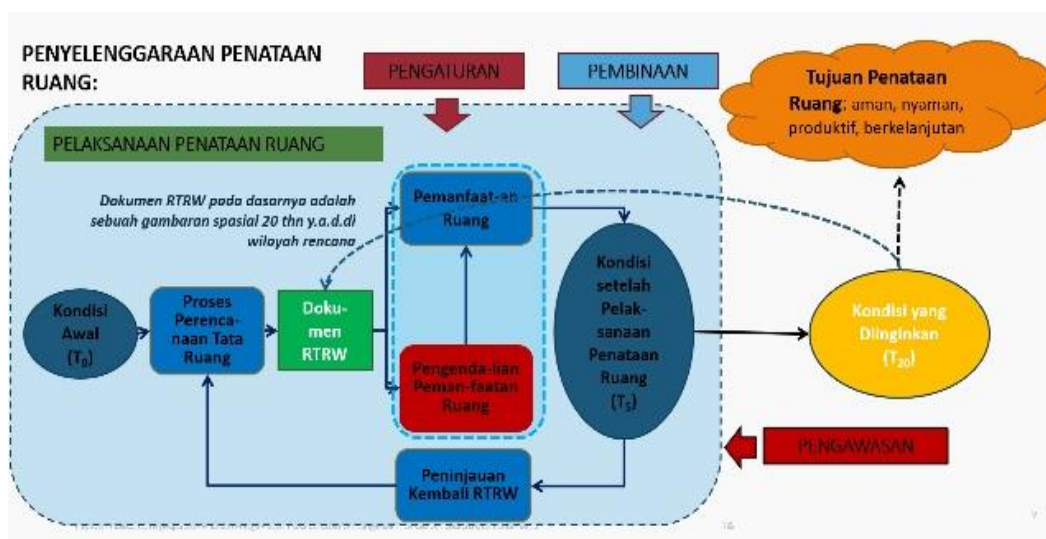 PENYELENGGARAAN PENATAAN
RUANG:
PENGATURAN
PEMBINAAN
Tujuan Penataan
Ruang: aman, nyaman,
produktif, berkelanjutan
PELAKSANAAN PENATAAN RUANG
Dokumen RTRW pada dasarnya adalah
sebuah gambaran spasial 20 thn y.a.d.di
wilayah rencana
Pemanfaat-an
Ruang
Kondisi
Awal
(T0)
Proses
Perenca-
naan Tata
Ruang
Doku-
men
RTRW
Pengenda-lian
Peman-faatan
Ruang
Kondisi
setelah
Pelak-
sanaan
Penataan
Ruang
(T5)
Kondisi yang
Diinginkan
(T20)
PENGAWASAN
Peninjauan
Kembali RTRW